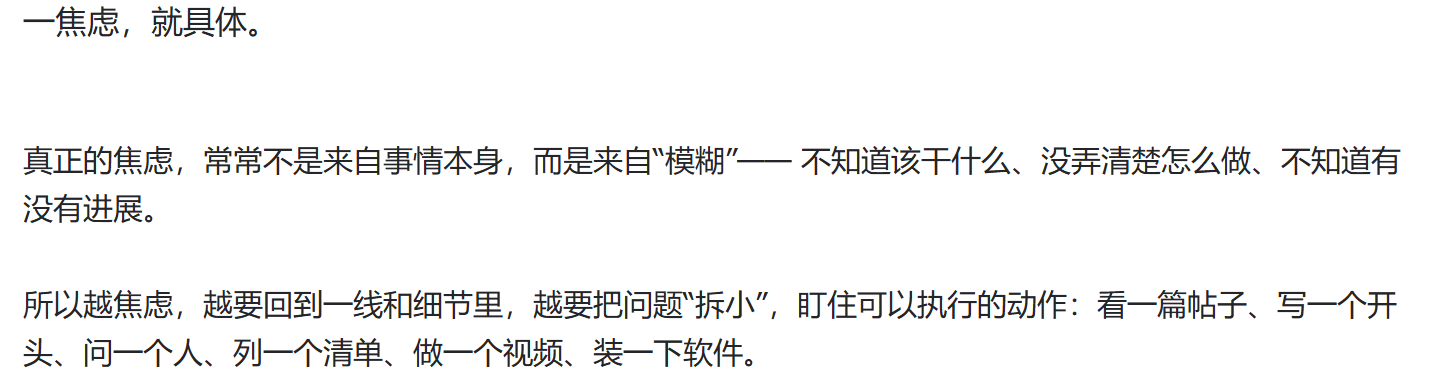 一焦虑，就具体。
真正的焦虑，常常不是来自事情本身，而是来自“模糊”—— 不知道该干什么、没弄清楚怎么做、不知道有
没有进展。
所以越焦虑，越要回到一线和细节里，越要把问题“拆小”，盯住可以执行的动作：看一篇帖子、写一个开
头、问一个人、列一个清单、做一个视频、装一下软件。